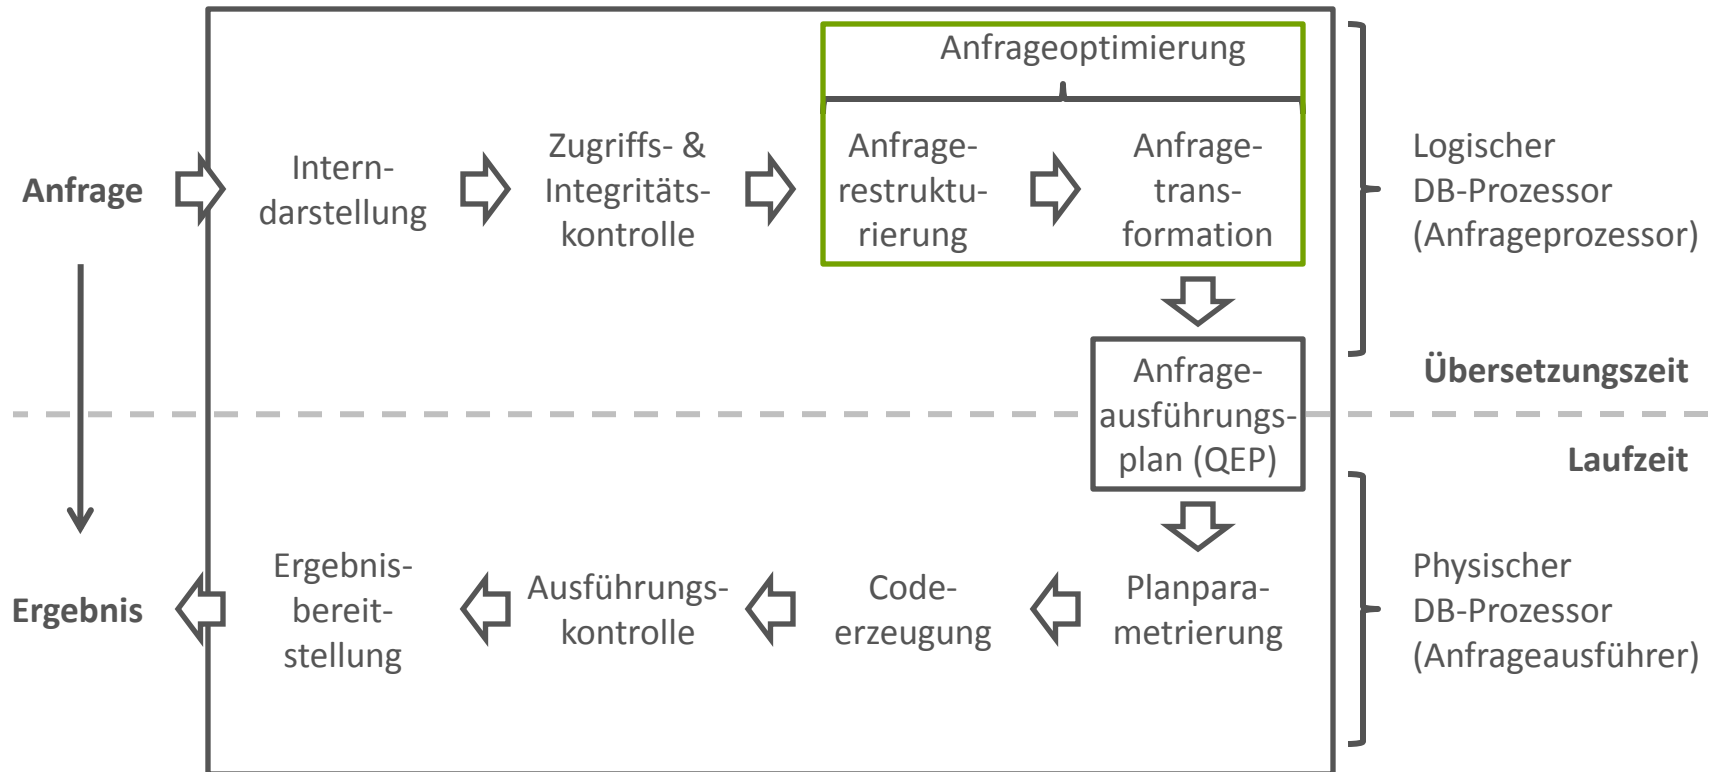 Anfrageoptimierung
Anfrage
Intern-
darstellung
Zugriffs- &
Integritäts-
kontrolle
Anfrage-
restruktu-
rierung
Anfrage-
trans-
formation
Logischer
DB-Prozessor
(Anfrageprozessor)
Anfrage-
ausführungs-
plan (QEP)
Übersetzungszeit
Laufzeit
Ergebnis
Ergebnis-
bereit-
stellung
Ausführungs-
kontrolle
Code-
erzeugung
Planpara-
metrierung
Physischer
DB-Prozessor
(Anfrageausführer)